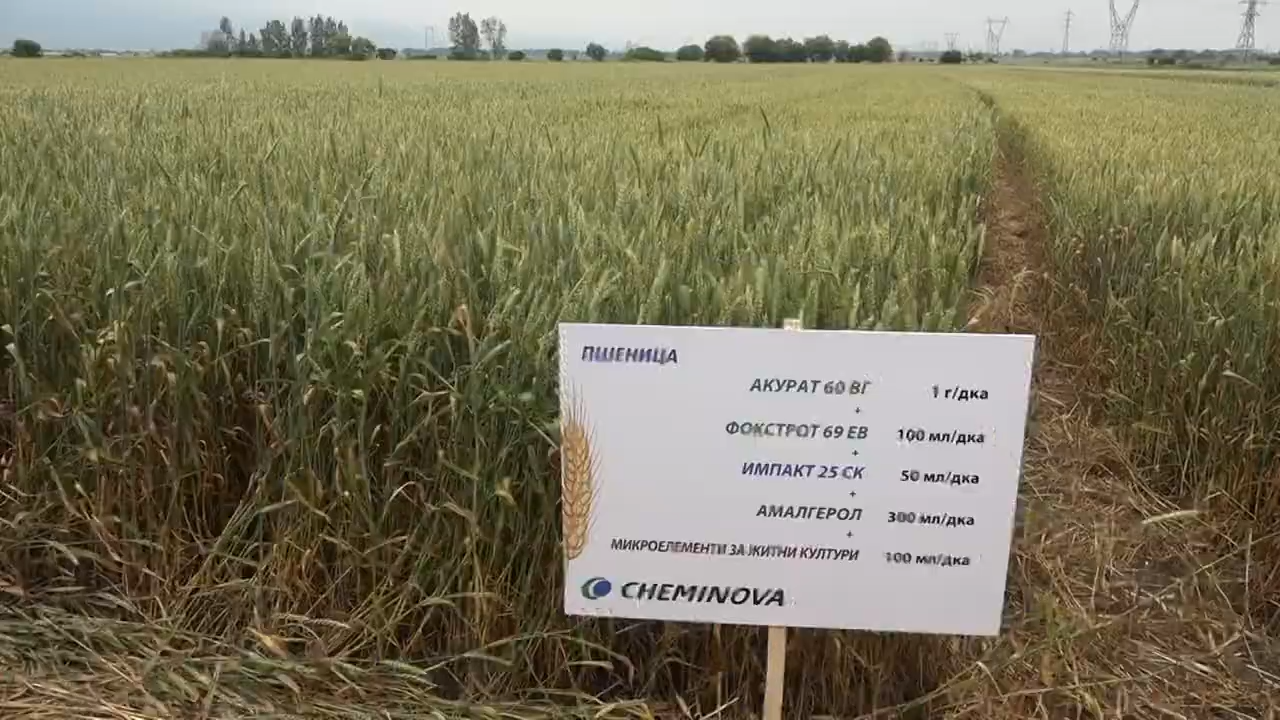 ПШЕНИЦА
АКУРАТ 60 ВГ 1 г/дка
+
ФОКСТРОТ 69 ЕВ 100 мл/дка
+
ИМПАКТ 25 СК 50 мл/дка
+
АМАЛГЕРОЛ 300 мл/дка
+
МИКРОЕЛЕМЕНТИ ЗА ЖИТНИ КУЛТУРИ 100 мл/дка
CHEMINOVA